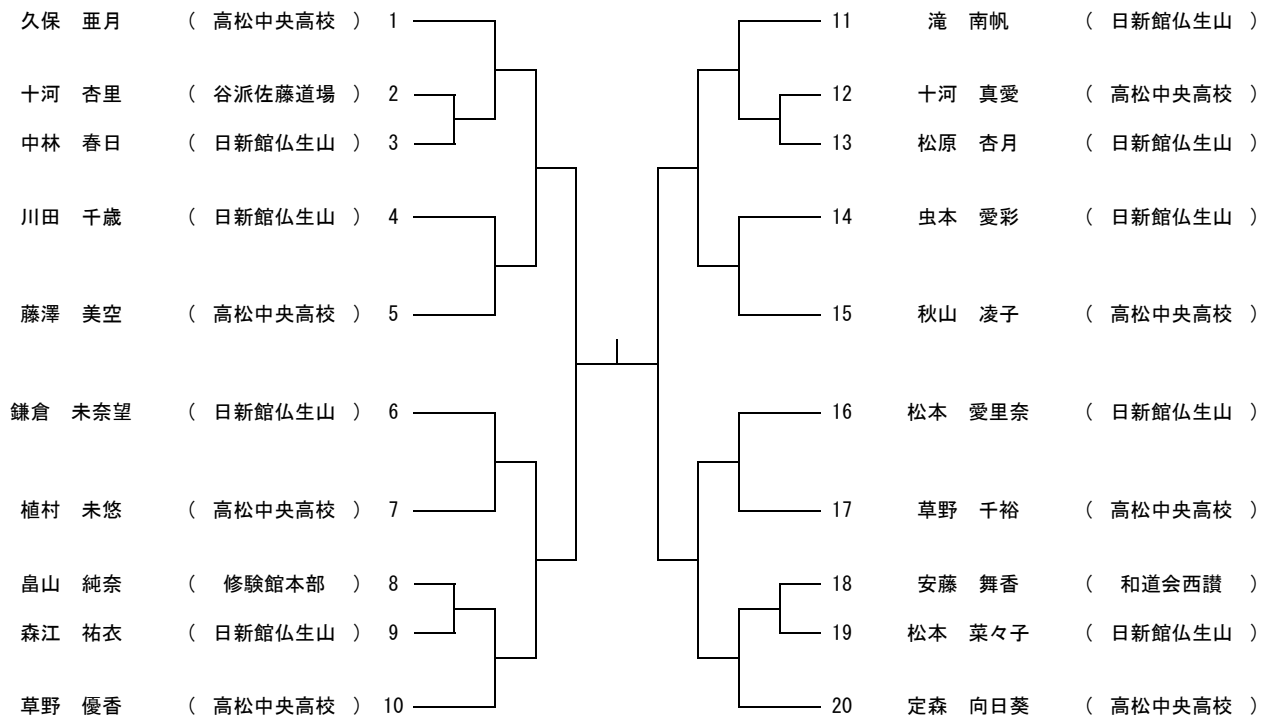 久保　亜月　（　高松中央高校　）　1　11　滝　南帆　（　日新館仏生山　）
十河　杏里　（　谷派佐藤道場　）　2　12　十河　真愛　（　高松中央高校　）
中林　春日　（　日新館仏生山　）　3　13　松原　杏月　（　日新館仏生山　）
川田　千歳　（　日新館仏生山　）　4　14　虫本　愛彩　（　日新館仏生山　）
藤澤　美空　（　高松中央高校　）　5　15　秋山　凌子　（　高松中央高校　）
鎌倉　未奈望　（　日新館仏生山　）　6　16　松本　愛里奈　（　日新館仏生山　）
植村　未悠　（　高松中央高校　）　7　17　草野　千裕　（　高松中央高校　）
畠山　純奈　（　修験館本部　）　8　18　安藤　舞香　（　和道会西讃　）
森江　祐衣　（　日新館仏生山　）　9　19　松本　菜々子　（　日新館仏生山　）
草野　優香　（　高松中央高校　）　10　20　定森　向日葵　（　高松中央高校　）